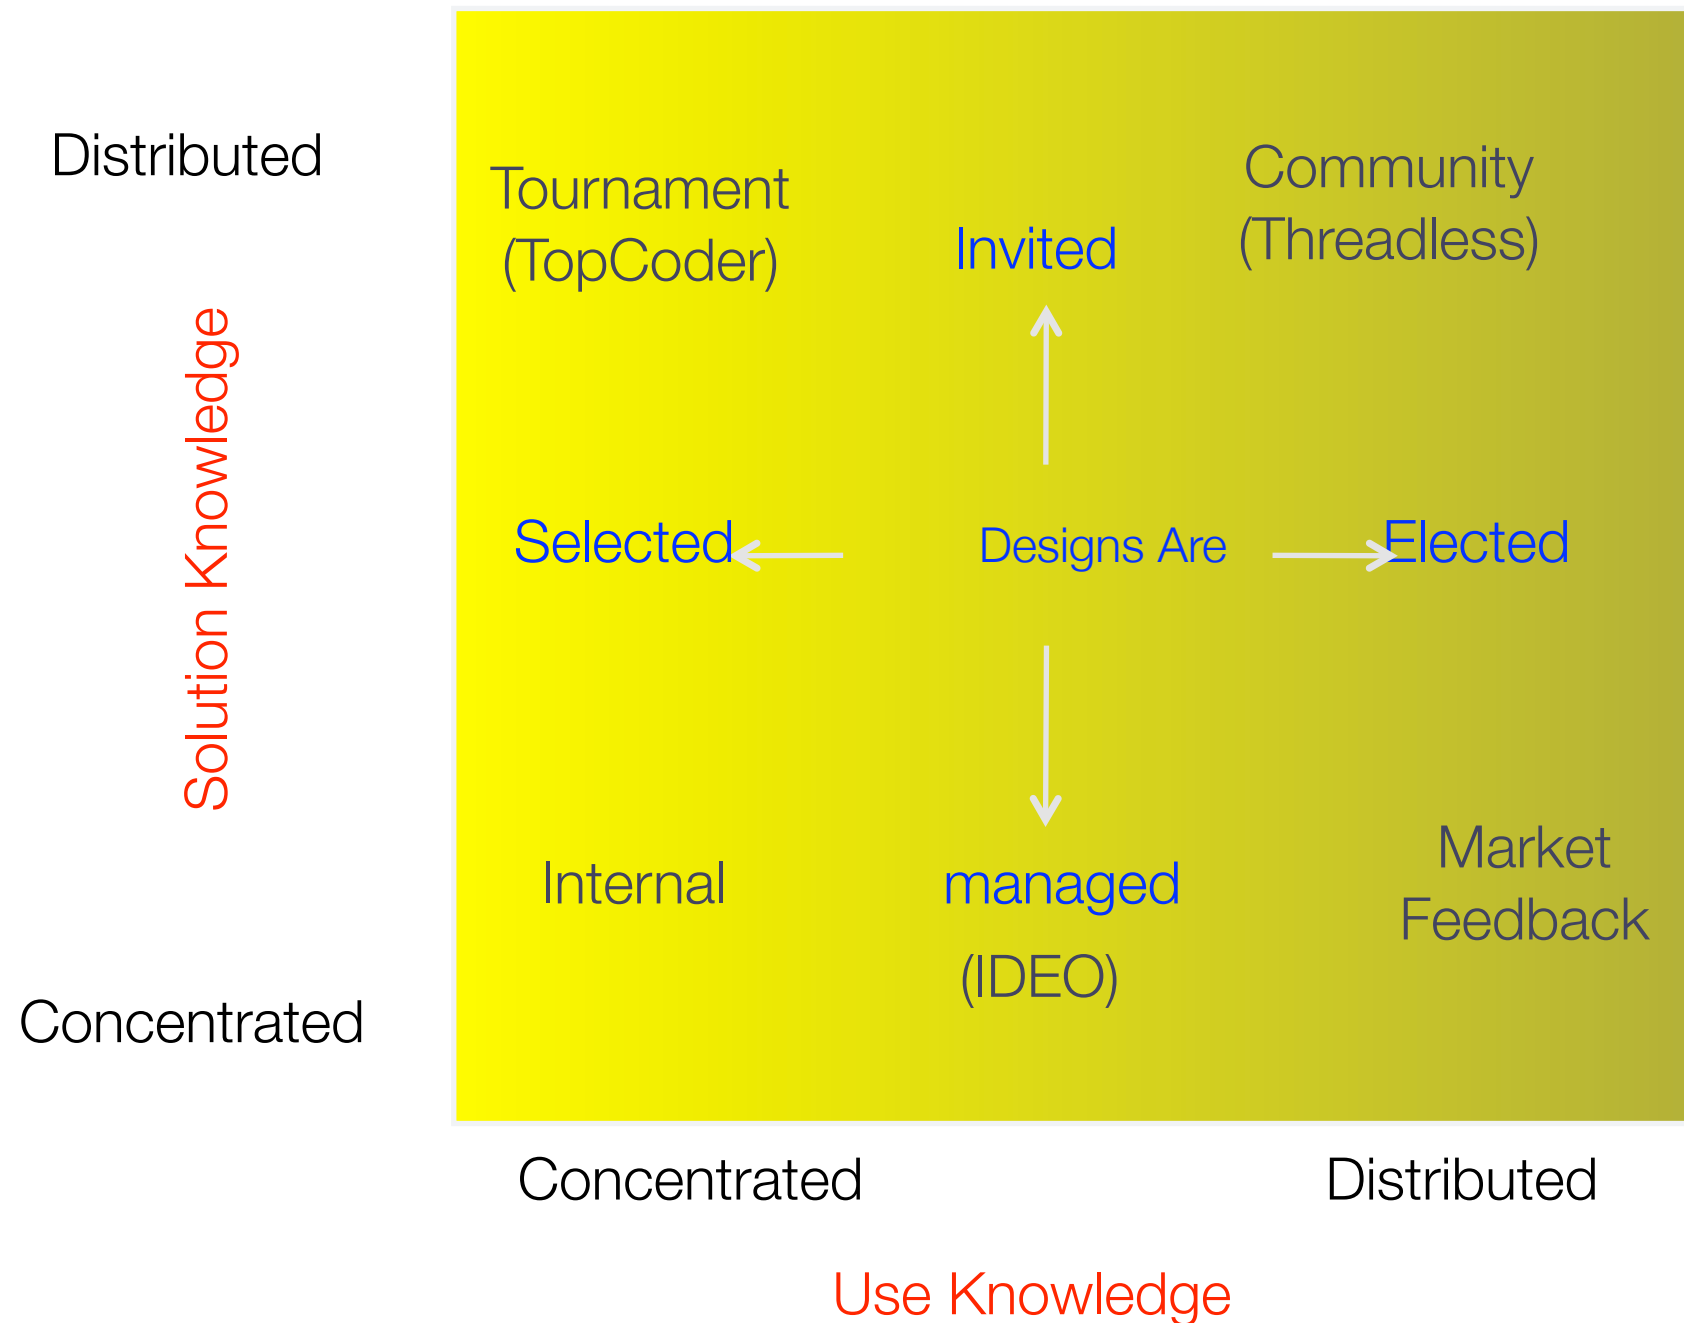 Distributed
Tournament
(TopCoder)
Invited
Community
(Threadless)
Solution Knowledge
Selected
Designs Are
Elected
Internal
managed
(IDEO)
Market
Feedback
Concentrated
Concentrated
Distributed
Use Knowledge